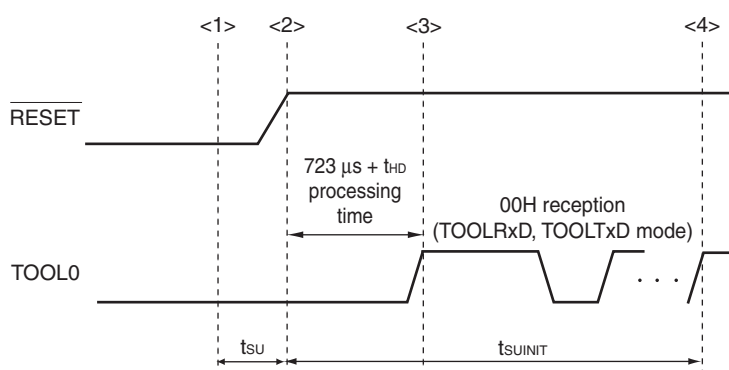 <1> <2> <3> <4>
RESET
723 μs + tHD
processing
time
00H reception
(TOOLRxD, TOOLTxD mode)
TOOL0
. . .
tSU
tSUINIT